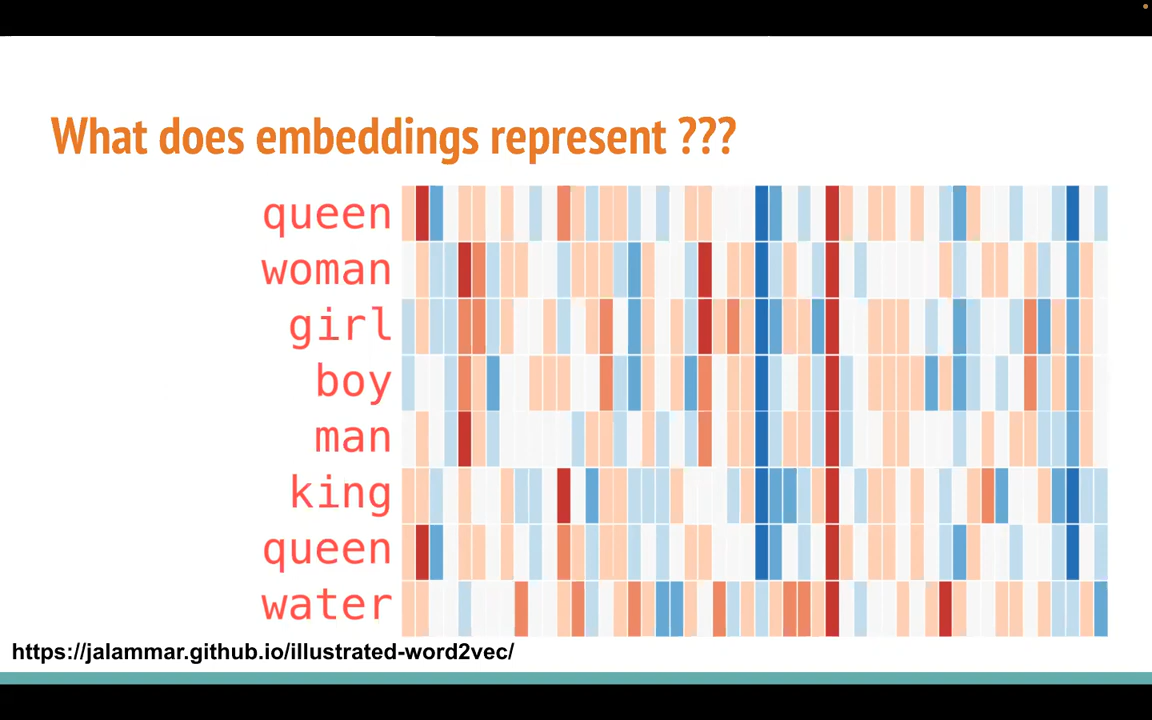 What does embeddings represent ???
queen
woman
girl
boy
man
king
queen
water
https://jalammar.github.io/illustrated-word2vec/